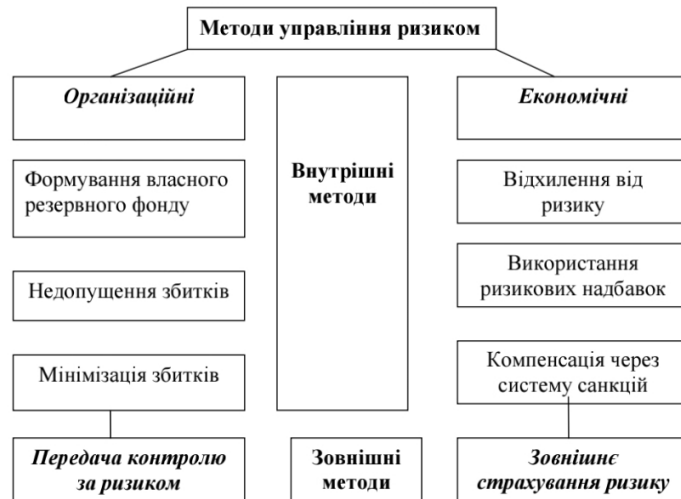 Методи управління ризиком
Організаційні
Економічні
Внутрішні
методи
Формування власного
резервного фонду
Відхилення від
ризику
Недопущення збитків
Використання
ризикових надбавок
Мінімізація збитків
Компенсація через
систему санкцій
Передача контролю
за ризиком
Зовнішні
методи
Зовнішнє
страхування ризику